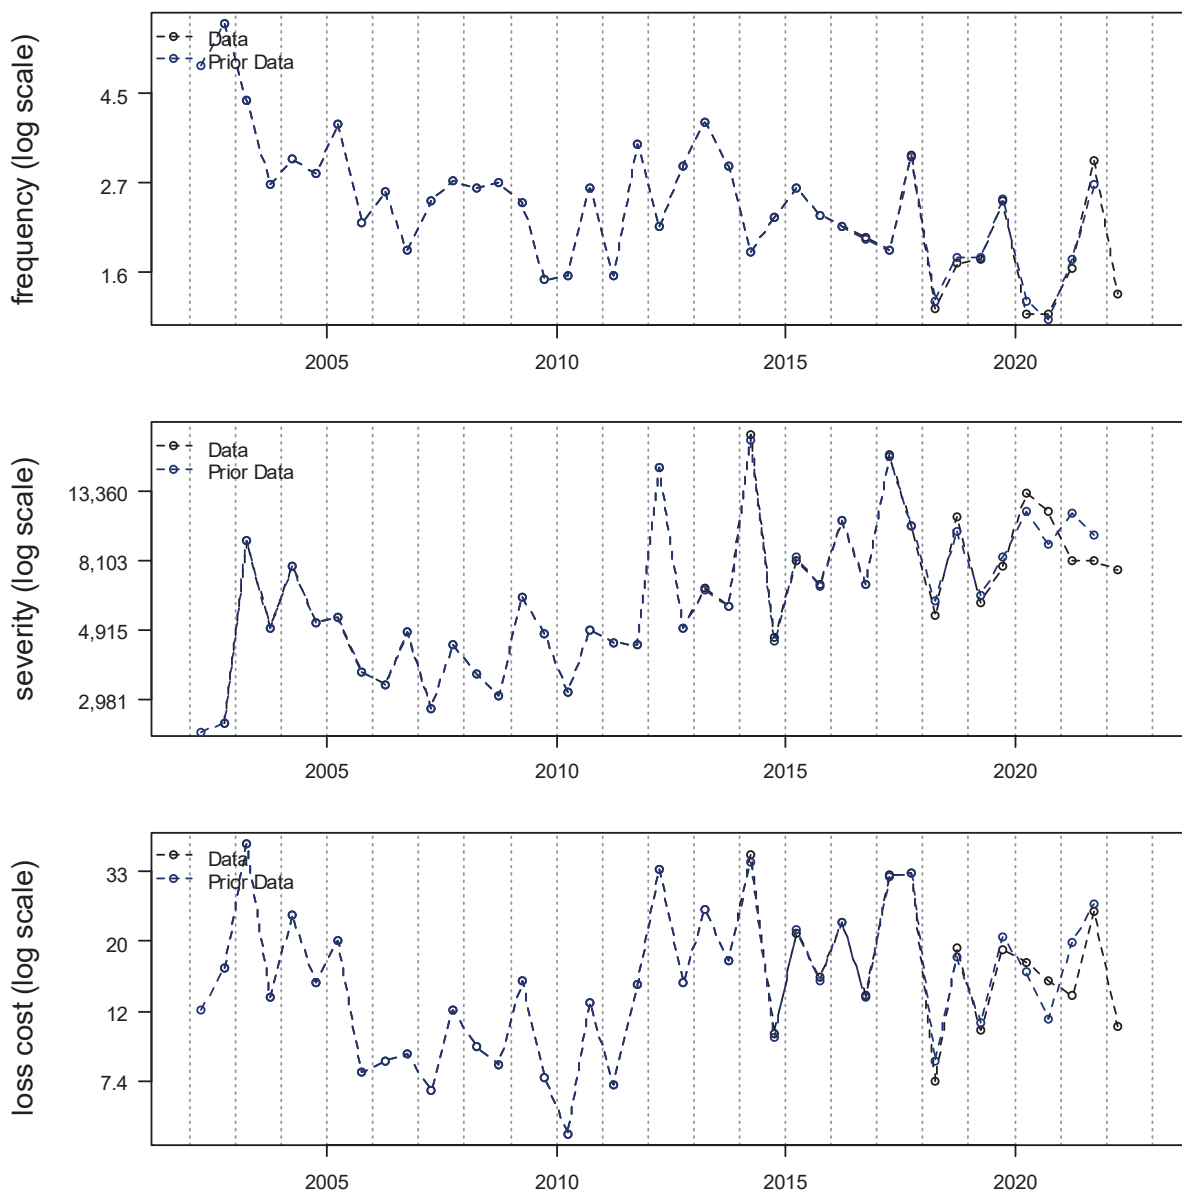 frequency (log scale)
Data
Prior Data
4.5
2.7
1.6
2005 2010 2015 2020
severity (log scale)
Data
Prior Data
13,360
8,103
4,915
2,981
2005 2010 2015 2020
loss cost (log scale)
Data
Prior Data
33
20
12
7.4
2005 2010 2015 2020